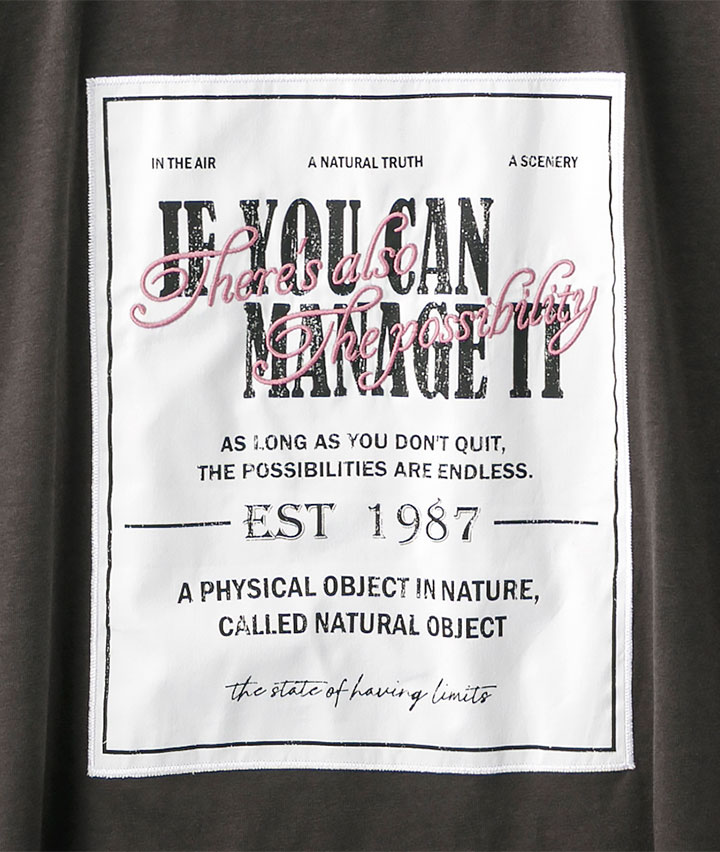 IN THE AIR A NATURAL TRUTH A SCENERY
IF YOU CAN
There's also
MANAGE IT
The possibility
AS LONG AS YOU DON'T QUIT,
THE POSSIBILITIES ARE ENDLESS.
EST 1987
A PHYSICAL OBJECT IN NATURE,
CALLED NATURAL OBJECT
the state of having limits